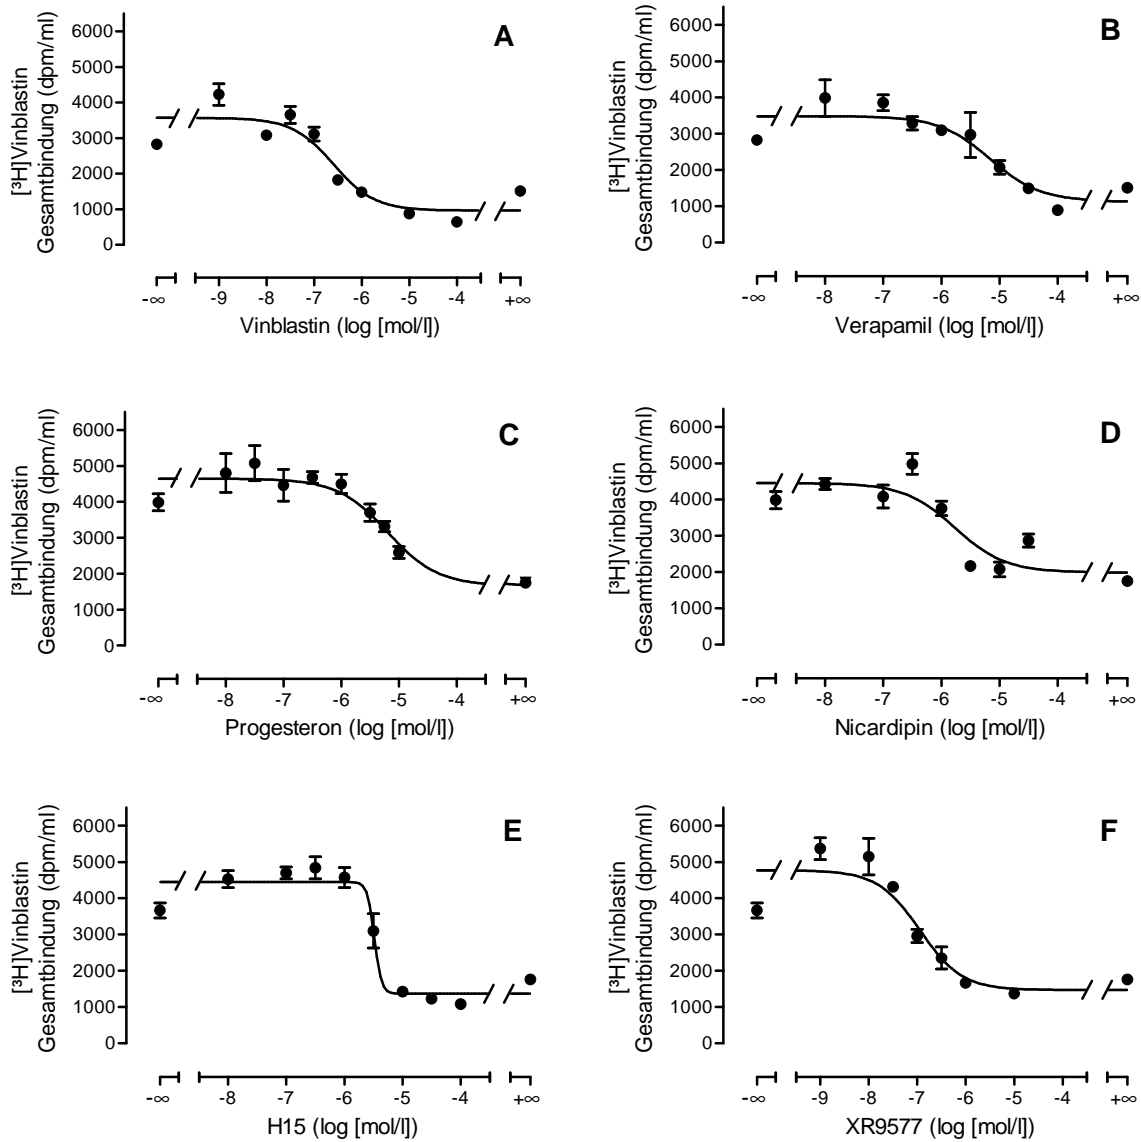 A
[³H]Vinblastin
Gesamtbindung (dpm/ml)
6000
5000
4000
3000
2000
1000
0
-∞ -9 -8 -7 -6 -5 -4 +∞
Vinblastin (log [mol/l])
B
[³H]Vinblastin
Gesamtbindung (dpm/ml)
6000
5000
4000
3000
2000
1000
0
-∞ -8 -7 -6 -5 -4 +∞
Verapamil (log [mol/l])
C
[³H]Vinblastin
Gesamtbindung (dpm/ml)
6000
5000
4000
3000
2000
1000
0
-∞ -8 -7 -6 -5 -4 +∞
Progesteron (log [mol/l])
D
[³H]Vinblastin
Gesamtbindung (dpm/ml)
6000
5000
4000
3000
2000
1000
0
-∞ -8 -7 -6 -5 -4 +∞
Nicardipin (log [mol/l])
E
[³H]Vinblastin
Gesamtbindung (dpm/ml)
6000
5000
4000
3000
2000
1000
0
-∞ -8 -7 -6 -5 -4 +∞
H15 (log [mol/l])
F
[³H]Vinblastin
Gesamtbindung (dpm/ml)
6000
5000
4000
3000
2000
1000
0
-∞ -9 -8 -7 -6 -5 -4 +∞
XR9577 (log [mol/l])